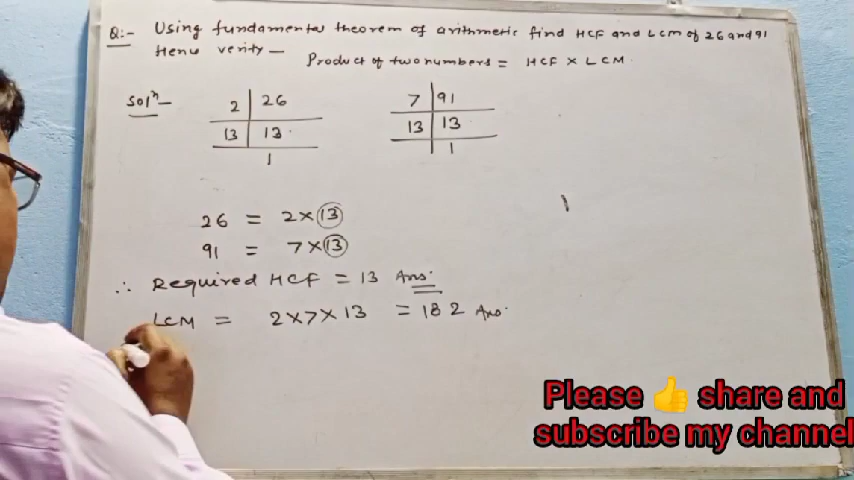 Q:- Using fundamental theorem of arithmetic find HCF and LCM of 26 and 91
Henu verity —
Product of two numbers = HCF × LCM.
Solⁿ—
2 | 26
13 | 13
1
7 | 91
13 | 13
1
26 = 2×13
91 = 7×13
∴ Required HCF = 13 Ans.
LCM = 2×7×13 = 182 Ans.
Please 👍 share and
subscribe my channel